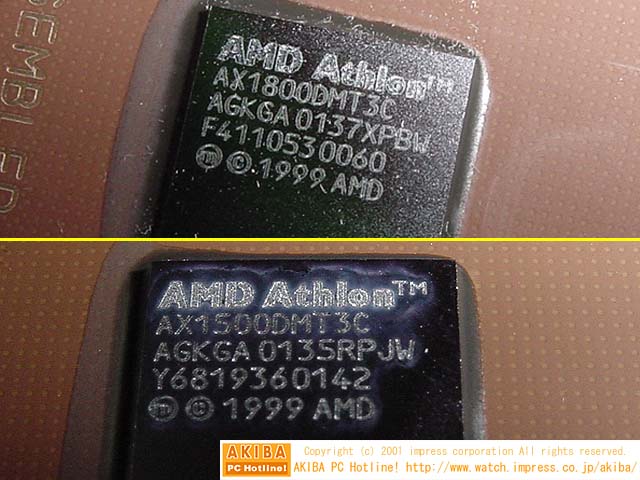 ASSEMBLED
AMD Athlon™
AX1800DMT3C
AGKGA 0137XPBW
F4110530060
ⓜ © 1999 AMD
AMD Athlon™
AX1500DMT3C
AGKGA 0135RPJW
Y6819360142
ⓜ © 1999 AMD
AKIBA
PC Hotline!
Copyright (c) 2001 impress corporation All rights reserved.
AKIBA PC Hotline! http://www.watch.impress.co.jp/akiba/